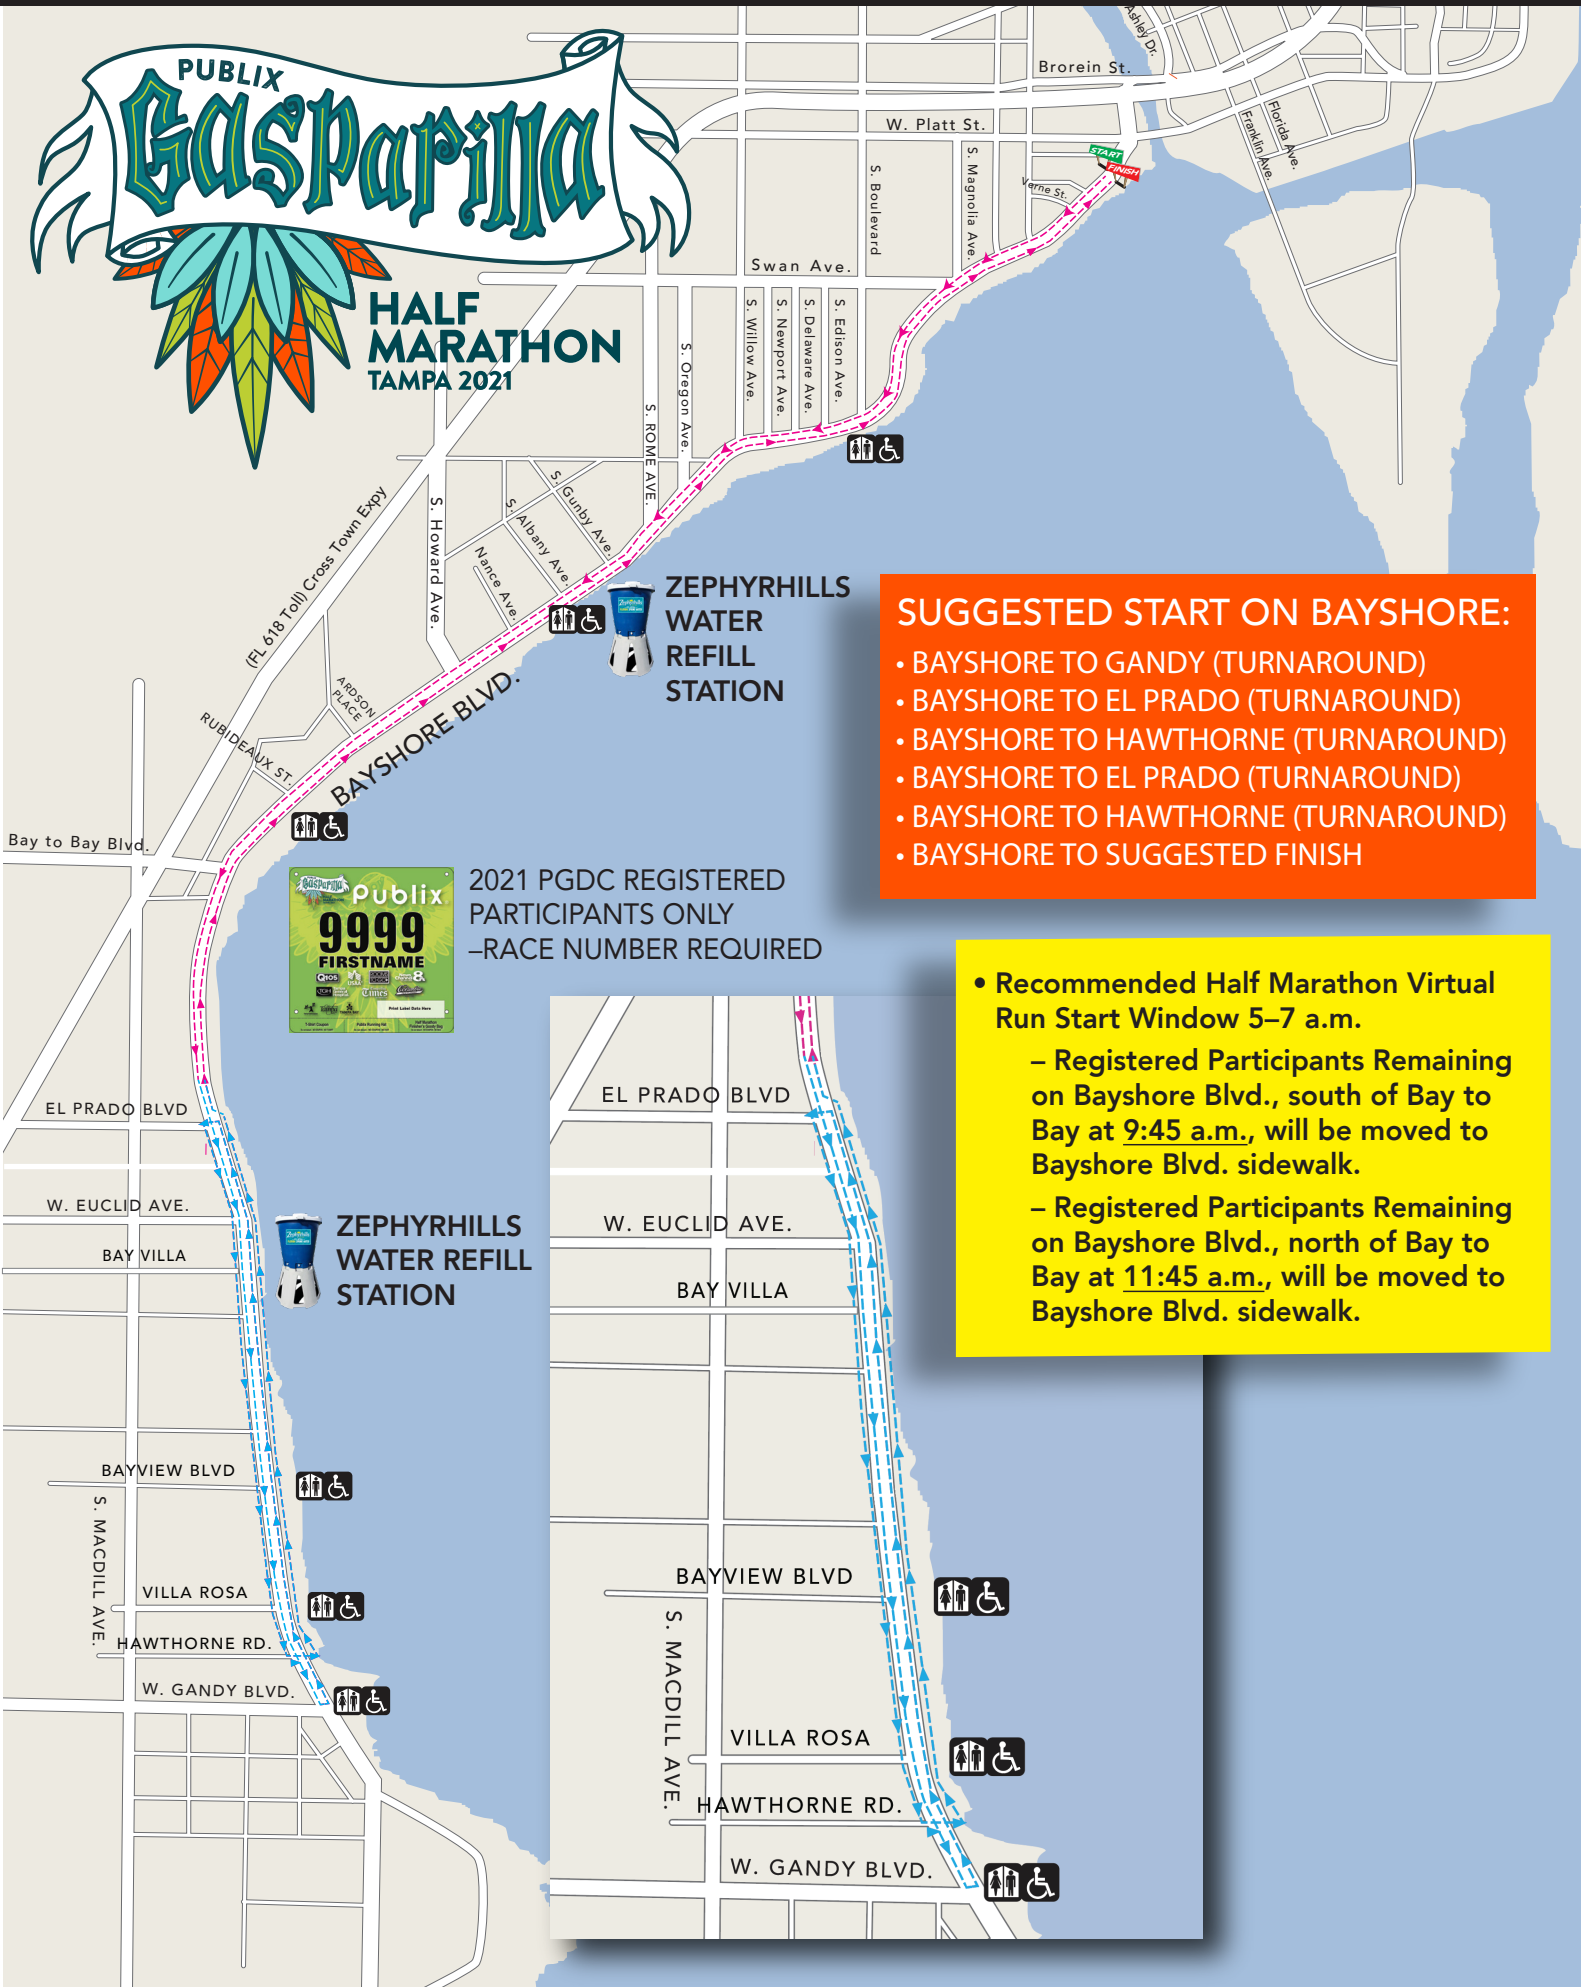 PUBLIX
Gasparilla
HALF
MARATHON
TAMPA 2021
Ashley Dr.
Brorein St.
W. Platt St.
Florida Ave.
Franklin Ave.
START
FINISH
Verne St.
S. Magnolia Ave.
S. Boulevard
Swan Ave.
S. Willow Ave.
S. Newport Ave.
S. Delaware Ave.
S. Edison Ave.
S. Oregon Ave.
S. ROME AVE.
S. Gunby Ave.
S. Albany Ave.
Nance Ave.
S. Howard Ave.
(FL 618 Toll) Cross Town Expy
ARDSON
PLACE
RUBIDEAUX ST.
BAYSHORE BLVD.
Bay to Bay Blvd.
ZEPHYRHILLS
WATER
REFILL
STATION
SUGGESTED START ON BAYSHORE:
• BAYSHORE TO GANDY (TURNAROUND)
• BAYSHORE TO EL PRADO (TURNAROUND)
• BAYSHORE TO HAWTHORNE (TURNAROUND)
• BAYSHORE TO EL PRADO (TURNAROUND)
• BAYSHORE TO HAWTHORNE (TURNAROUND)
• BAYSHORE TO SUGGESTED FINISH
Gasparilla
Publix
9999
FIRSTNAME
Print Label Data Here
2021 PGDC REGISTERED
PARTICIPANTS ONLY
–RACE NUMBER REQUIRED
• Recommended Half Marathon Virtual
Run Start Window 5–7 a.m.
– Registered Participants Remaining
on Bayshore Blvd., south of Bay to
Bay at 9:45 a.m., will be moved to
Bayshore Blvd. sidewalk.
– Registered Participants Remaining
on Bayshore Blvd., north of Bay to
Bay at 11:45 a.m., will be moved to
Bayshore Blvd. sidewalk.
EL PRADO BLVD
W. EUCLID AVE.
BAY VILLA
ZEPHYRHILLS
WATER REFILL
STATION
BAYVIEW BLVD
S. MACDILL AVE.
VILLA ROSA
HAWTHORNE RD.
W. GANDY BLVD.
EL PRADO BLVD
W. EUCLID AVE.
BAY VILLA
BAYVIEW BLVD
S. MACDILL AVE.
VILLA ROSA
HAWTHORNE RD.
W. GANDY BLVD.